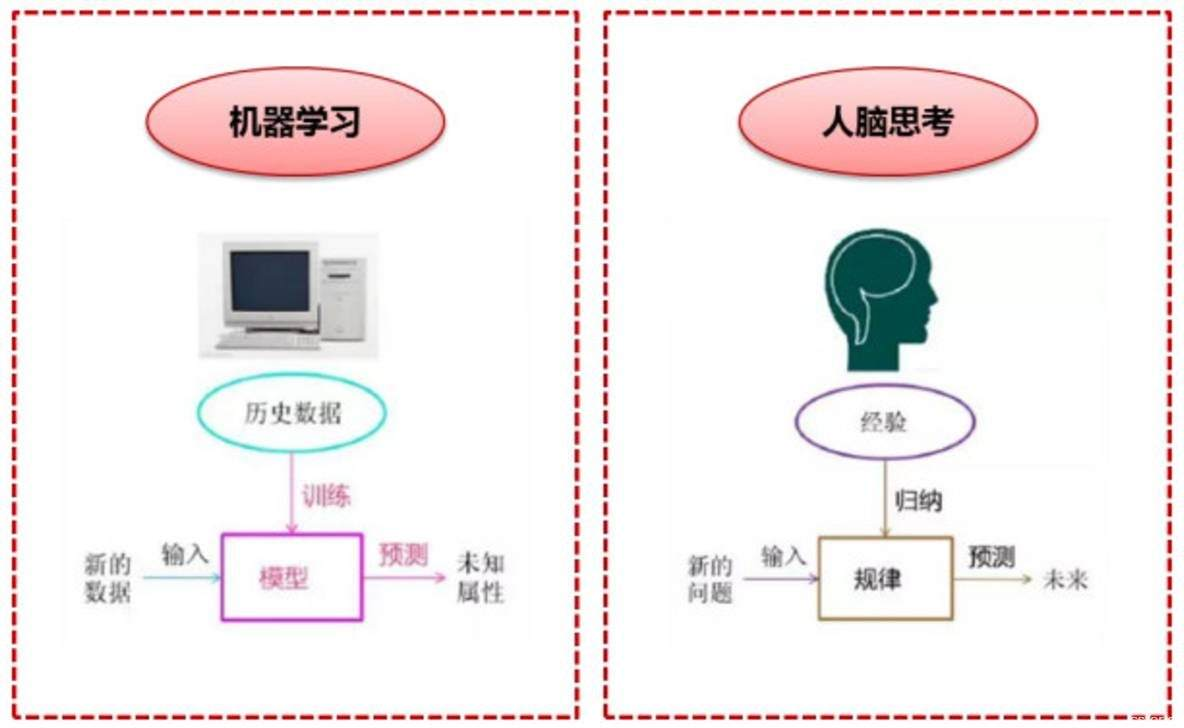 机器学习
历史数据
训练
新的
数据
输入
模型
预测
未知
属性
人脑思考
经验
归纳
新的
问题
输入
规律
预测
未来